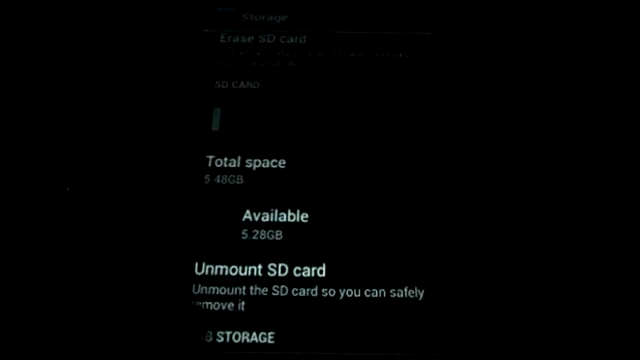 Storage
Erase SD card
SD CARD
Total space
5.48GB
Available
5.28GB
Unmount SD card
Unmount the SD card so you can safely
remove it
STORAGE